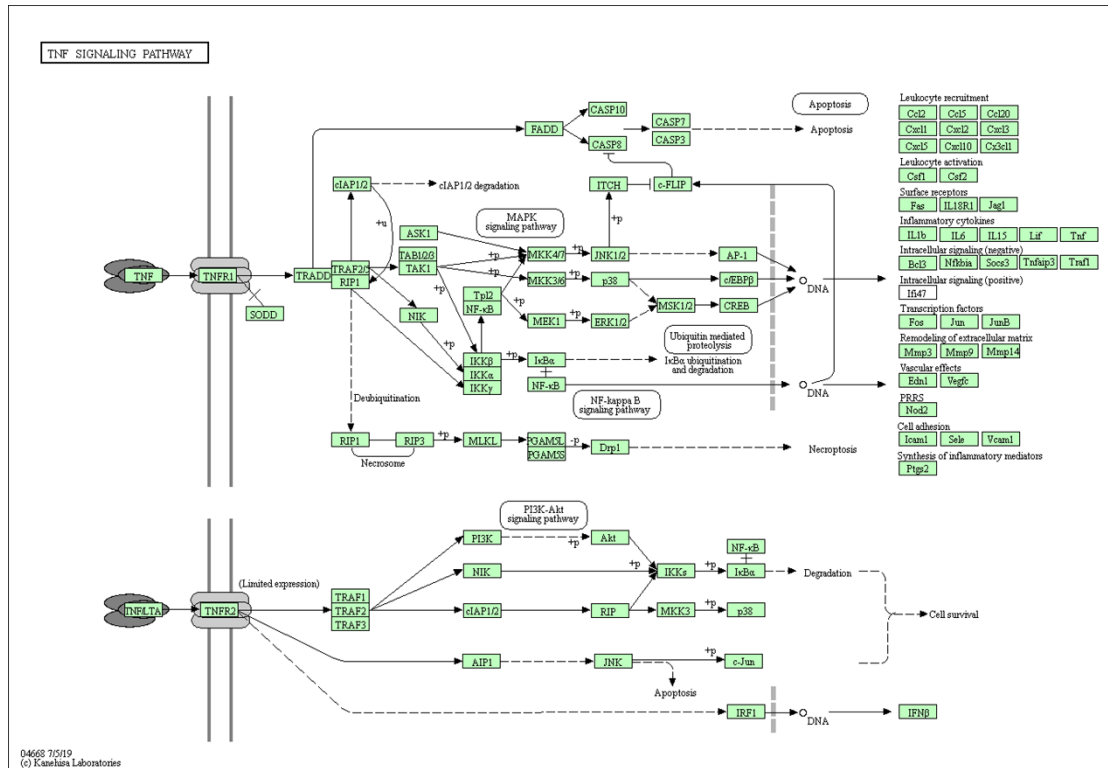 TNF SIGNALING PATHWAY
Apoptosis
CASP10
FADD
CASP7
CASP3
Apoptosis
CASP8
cIAP1/2
cIAP1/2 degradation
ITCH
c-FLIP
+u
+p
MAPK
signaling pathway
ASK1
+p
+p
TAB1/2/3
TAK1
MKK4/7
JNK1/2
AP-1
TNF
TNFR1
TRADD
TRAF2/5
RIP1
+p
+p
MKK3/6
p38
c/EBPβ
DNA
+p
Tpl2
NF-κB
+p
MSK1/2
CREB
SODD
NIK
+p
+p
MEK1
ERK1/2
Ubiquitin mediated
proteolysis
+p
IKKβ
IKKα
IKKγ
+p
IκBα
IκBα ubiquitination
and degradation
NF-κB
DNA
NF-kappa B
signaling pathway
Deubiquitination
RIP1
RIP3
+p
MLKL
PGAM5L
PGAM5S
-p
Drp1
Necroptosis
Necrosome
Leukocyte recruitment
Ccl2 Ccl5 Ccl20
Cxcl1 Cxcl2 Cxcl3
Cxcl5 Cxcl10 Cx3cl1
Leukocyte activation
Csf1 Csf2
Surface receptors
Fas IL18R1 Jag1
Inflammatory cytokines
IL1b IL6 IL15 Lif Tnf
Intracellular signaling (negative)
Bcl3 Nfkbia Socs3 Tnfaip3 Traf1
Intracellular signaling (positive)
Ifi47
Transcription factors
Fos Jun JunB
Remodeling of extracellular matrix
Mmp3 Mmp9 Mmp14
Vascular effects
Edn1 Vegfc
PRRS
Nod2
Cell adhesion
Icam1 Sele Vcam1
Synthesis of inflammatory mediators
Ptgs2
PI3K-Akt
signaling pathway
PI3K
+p
Akt
NF-κB
(Limited expression)
NIK
+p
IKKs
+p
IκBα
Degradation
TNF/LTA
TNFR2
TRAF1
TRAF2
TRAF3
cIAP1/2
RIP
MKK3
+p
p38
Cell survival
AIP1
JNK
+p
c-Jun
Apoptosis
IRF1
DNA
IFNβ
04668 7/5/19
(c) Kanehisa Laboratories